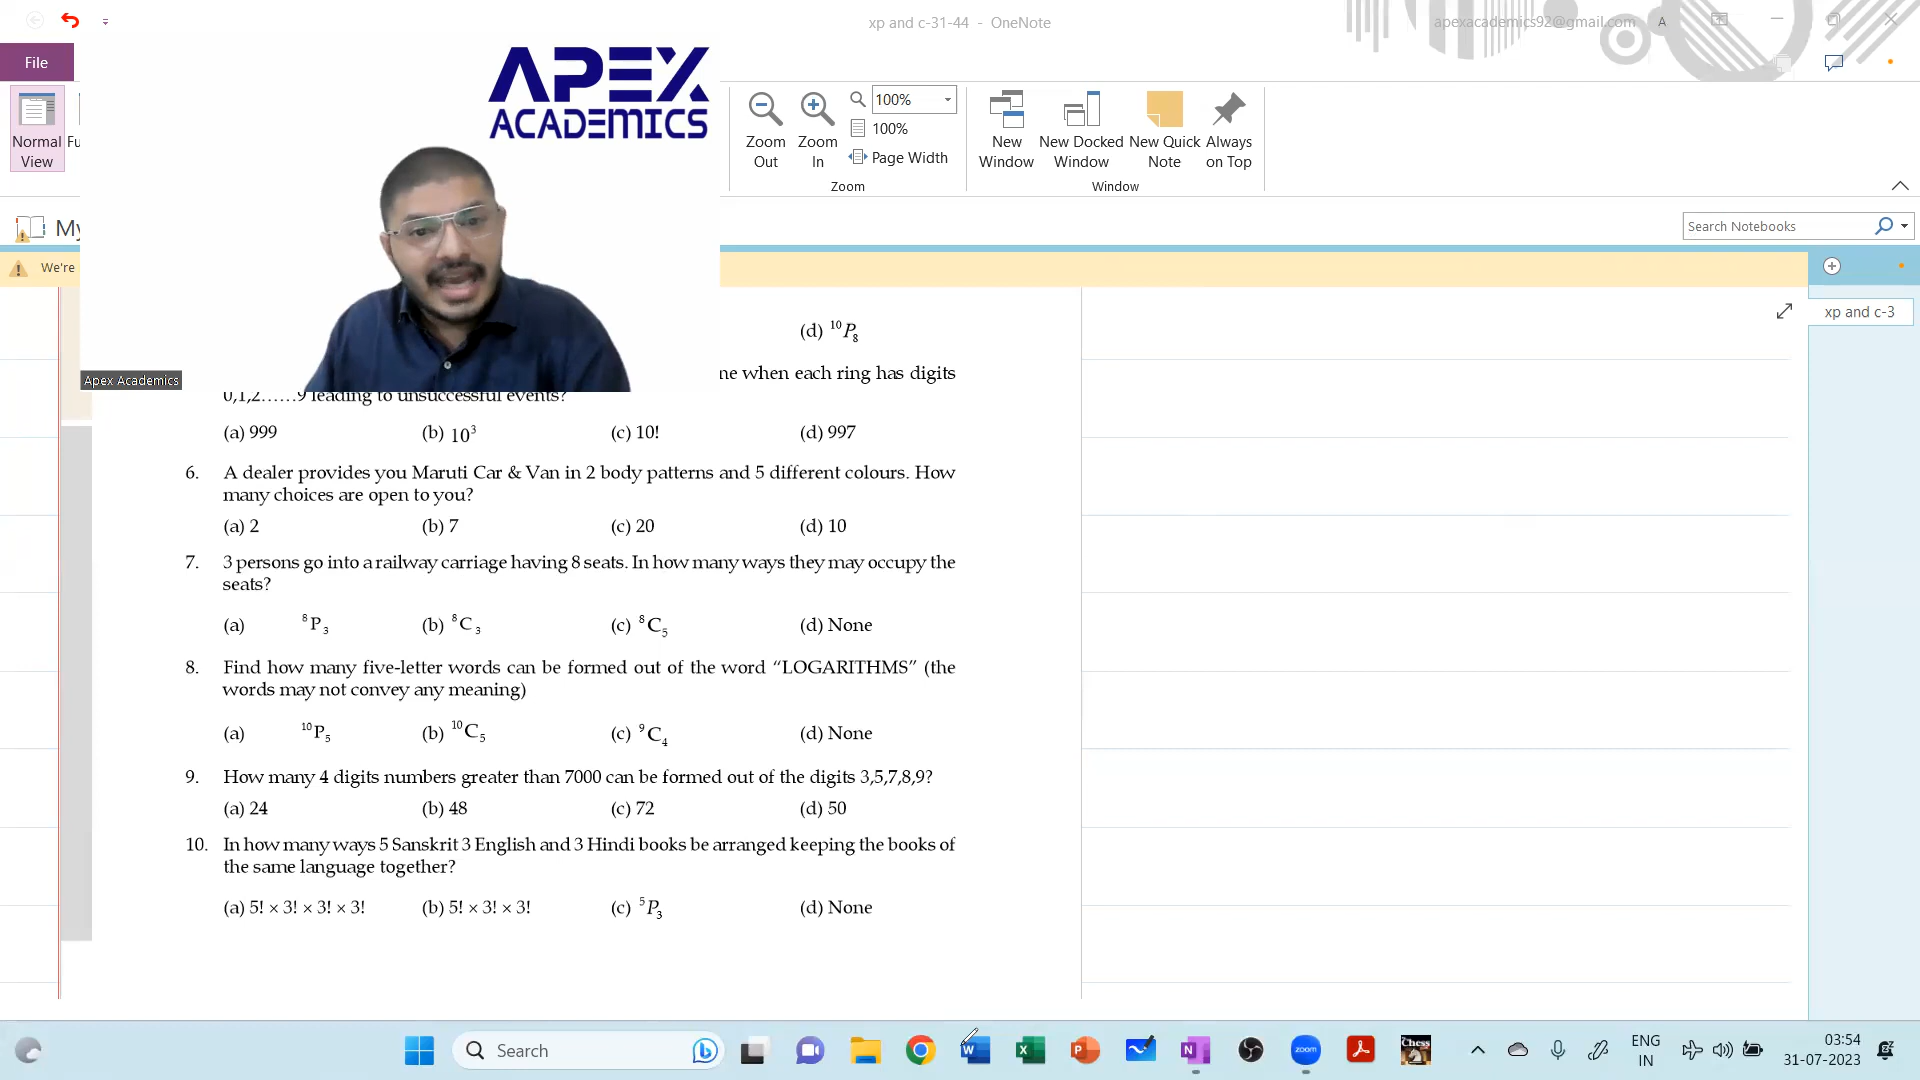 xp and c-31-44 - OneNote
apexacademics92@gmail.com
A
File
APEX
ACADEMICS
Normal
View
Fu
Zoom
Out
Zoom
In
100%
100%
Page Width
Zoom
New
Window
New Docked
Window
New Quick
Note
Always
on Top
Window
My
Search Notebooks
We're
xp and c-3
Apex Academics
(d) ¹⁰P₈
ne when each ring has digits
0,1,2......9 leading to unsuccessful events?
(a) 999 (b) 10³ (c) 10! (d) 997
6. A dealer provides you Maruti Car & Van in 2 body patterns and 5 different colours. How
many choices are open to you?
(a) 2 (b) 7 (c) 20 (d) 10
7. 3 persons go into a railway carriage having 8 seats. In how many ways they may occupy the
seats?
(a) ⁸P₃ (b) ⁸C₃ (c) ⁸C₅ (d) None
8. Find how many five-letter words can be formed out of the word “LOGARITHMS” (the
words may not convey any meaning)
(a) ¹⁰P₅ (b) ¹⁰C₅ (c) ⁹C₄ (d) None
9. How many 4 digits numbers greater than 7000 can be formed out of the digits 3,5,7,8,9?
(a) 24 (b) 48 (c) 72 (d) 50
10. In how many ways 5 Sanskrit 3 English and 3 Hindi books be arranged keeping the books of
the same language together?
(a) 5! × 3! × 3! × 3! (b) 5! × 3! × 3! (c) ⁵P₃ (d) None
Search
zoom
Chess
ENG
IN
03:54
31-07-2023